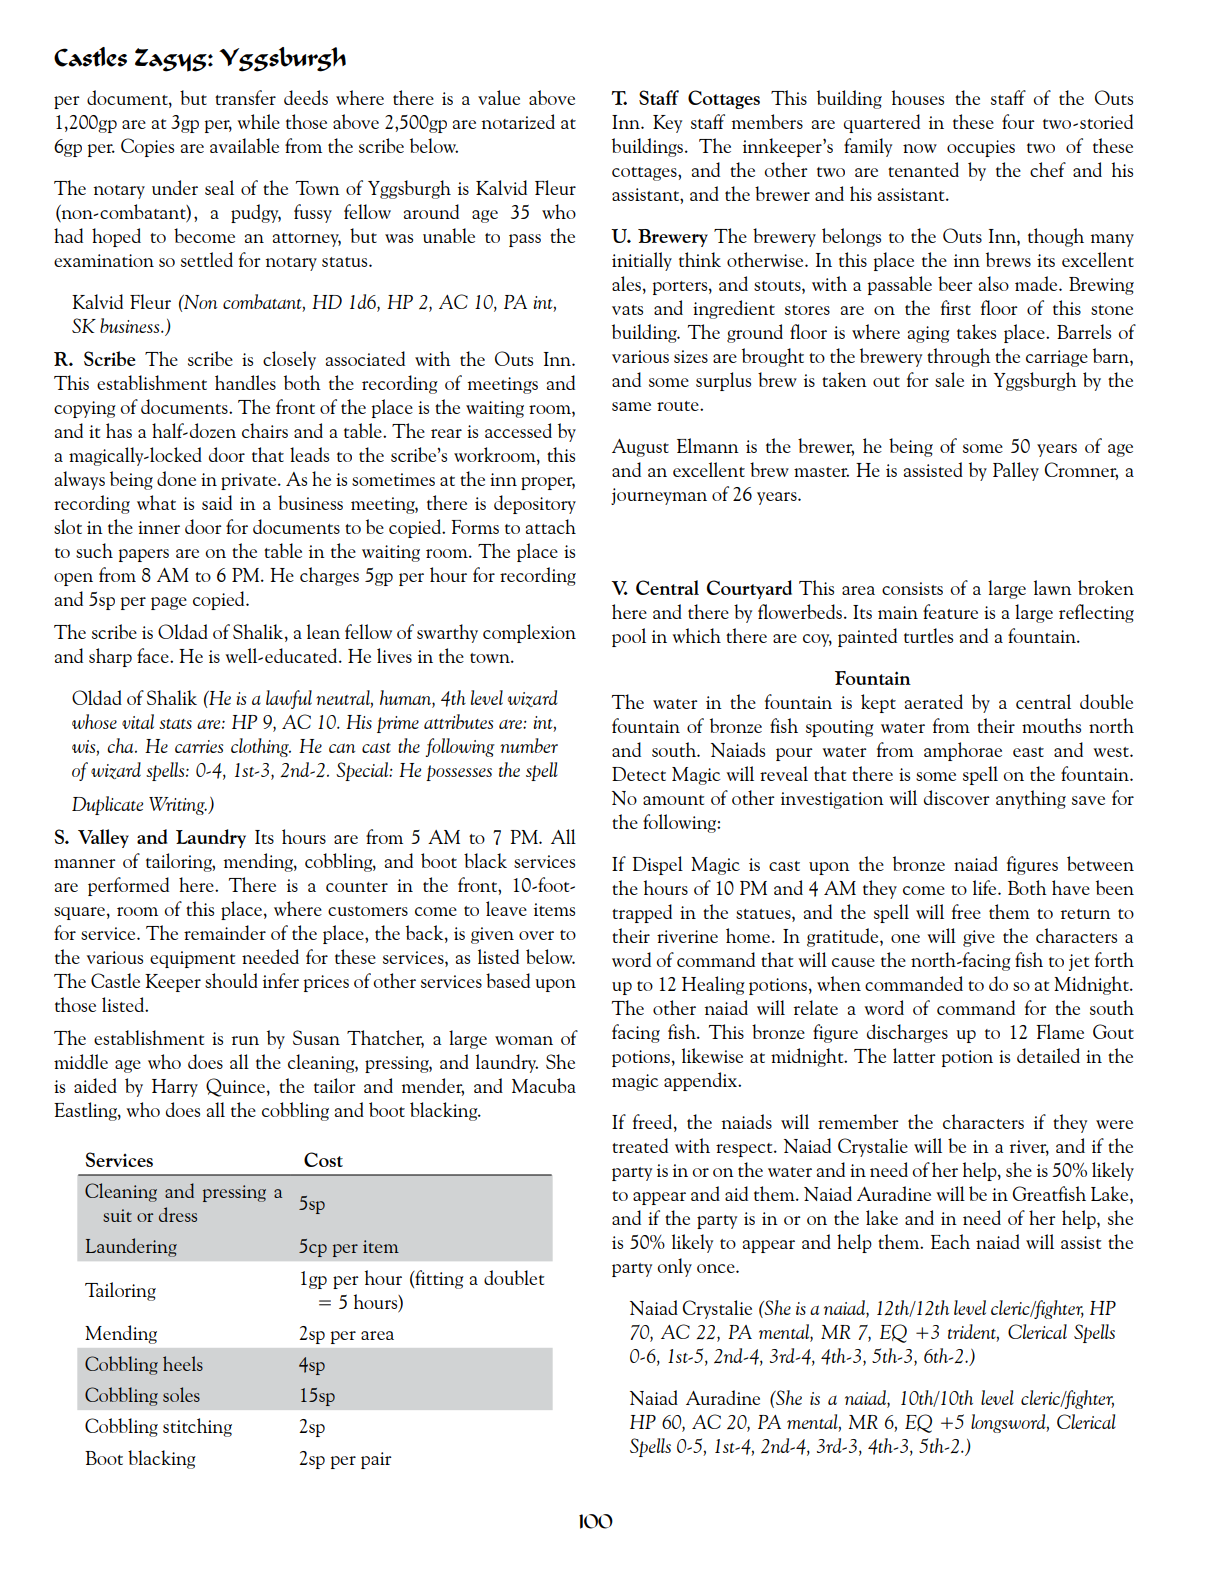 Castles Zagyg: Yggsburgh
per document, but transfer deeds where there is a value above
1,200gp are at 3gp per, while those above 2,500gp are notarized at
6gp per. Copies are available from the scribe below.
The notary under seal of the Town of Yggsburgh is Kalvid Fleur
(non-combatant), a pudgy, fussy fellow around age 35 who
had hoped to become an attorney, but was unable to pass the
examination so settled for notary status.
Kalvid Fleur (Non combatant, HD 1d6, HP 2, AC 10, PA int,
SK business.)
R. Scribe The scribe is closely associated with the Outs Inn.
This establishment handles both the recording of meetings and
copying of documents. The front of the place is the waiting room,
and it has a half-dozen chairs and a table. The rear is accessed by
a magically-locked door that leads to the scribe's workroom, this
always being done in private. As he is sometimes at the inn proper,
recording what is said in a business meeting, there is depository
slot in the inner door for documents to be copied. Forms to attach
to such papers are on the table in the waiting room. The place is
open from 8 AM to 6 PM. He charges 5gp per hour for recording
and 5sp per page copied.
The scribe is Oldad of Shalik, a lean fellow of swarthy complexion
and sharp face. He is well-educated. He lives in the town.
Oldad of Shalik (He is a lawful neutral, human, 4th level wizard
whose vital stats are: HP 9, AC 10. His prime attributes are: int,
wis, cha. He carries clothing. He can cast the following number
of wizard spells: 0-4, 1st-3, 2nd-2. Special: He possesses the spell
Duplicate Writing.)
S. Valley and Laundry Its hours are from 5 AM to 7 PM. All
manner of tailoring, mending, cobbling, and boot black services
are performed here. There is a counter in the front, 10-foot-
square, room of this place, where customers come to leave items
for service. The remainder of the place, the back, is given over to
the various equipment needed for these services, as listed below.
The Castle Keeper should infer prices of other services based upon
those listed.
The establishment is run by Susan Thatcher, a large woman of
middle age who does all the cleaning, pressing, and laundry. She
is aided by Harry Quince, the tailor and mender, and Macuba
Eastling, who does all the cobbling and boot blacking.
Services Cost
Cleaning and pressing a
suit or dress 5sp
Laundering 5cp per item
Tailoring 1gp per hour (fitting a doublet
= 5 hours)
Mending 2sp per area
Cobbling heels 4sp
Cobbling soles 15sp
Cobbling stitching 2sp
Boot blacking 2sp per pair
T. Staff Cottages This building houses the staff of the Outs
Inn. Key staff members are quartered in these four two-storied
buildings. The innkeeper's family now occupies two of these
cottages, and the other two are tenanted by the chef and his
assistant, and the brewer and his assistant.
U. Brewery The brewery belongs to the Outs Inn, though many
initially think otherwise. In this place the inn brews its excellent
ales, porters, and stouts, with a passable beer also made. Brewing
vats and ingredient stores are on the first floor of this stone
building. The ground floor is where aging takes place. Barrels of
various sizes are brought to the brewery through the carriage barn,
and some surplus brew is taken out for sale in Yggsburgh by the
same route.
August Elmann is the brewer, he being of some 50 years of age
and an excellent brew master. He is assisted by Palley Cromner, a
journeyman of 26 years.
V. Central Courtyard This area consists of a large lawn broken
here and there by flowerbeds. Its main feature is a large reflecting
pool in which there are coy, painted turtles and a fountain.
Fountain
The water in the fountain is kept aerated by a central double
fountain of bronze fish spouting water from their mouths north
and south. Naiads pour water from amphorae east and west.
Detect Magic will reveal that there is some spell on the fountain.
No amount of other investigation will discover anything save for
the following:
If Dispel Magic is cast upon the bronze naiad figures between
the hours of 10 PM and 4 AM they come to life. Both have been
trapped in the statues, and the spell will free them to return to
their riverine home. In gratitude, one will give the characters a
word of command that will cause the north-facing fish to jet forth
up to 12 Healing potions, when commanded to do so at Midnight.
The other naiad will relate a word of command for the south
facing fish. This bronze figure discharges up to 12 Flame Gout
potions, likewise at midnight. The latter potion is detailed in the
magic appendix.
If freed, the naiads will remember the characters if they were
treated with respect. Naiad Crystalie will be in a river, and if the
party is in or on the water and in need of her help, she is 50% likely
to appear and aid them. Naiad Auradine will be in Greatfish Lake,
and if the party is in or on the lake and in need of her help, she
is 50% likely to appear and help them. Each naiad will assist the
party only once.
Naiad Crystalie (She is a naiad, 12th/12th level cleric/fighter, HP
70, AC 22, PA mental, MR 7, EQ +3 trident, Clerical Spells
0-6, 1st-5, 2nd-4, 3rd-4, 4th-3, 5th-3, 6th-2.)
Naiad Auradine (She is a naiad, 10th/10th level cleric/fighter,
HP 60, AC 20, PA mental, MR 6, EQ +5 longsword, Clerical
Spells 0-5, 1st-4, 2nd-4, 3rd-3, 4th-3, 5th-2.)
100